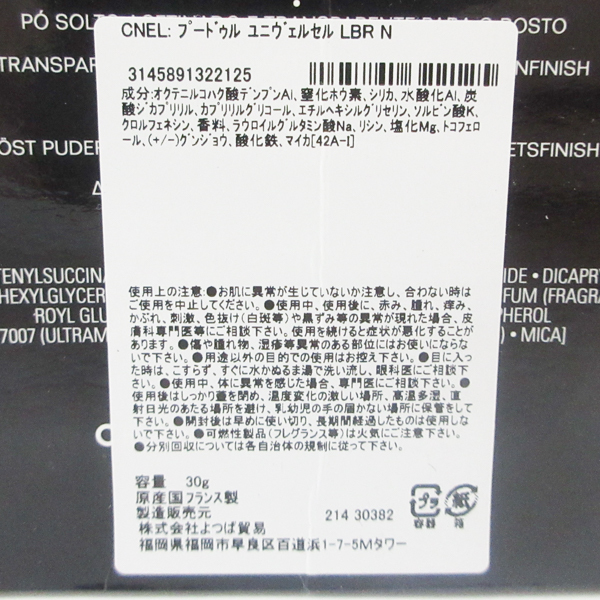 PÓ SOLTO
PARA O ROSTO
TRANSPAR
FINISH
ÖST PUDER
ETSFINISH
CNEL: プードゥル ユニヴェルセル LBR N
3145891322125
成分:オクテニルコハク酸デンプンAl、窒化ホウ素、シリカ、水酸化Al、炭
酸ジカプリリル、カプリリルグリコール、エチルヘキシルグリセリン、ソルビン酸K、
クロルフェネシン、香料、ラウロイルグルタミン酸Na、リシン、塩化Mg、トコフェロ
ール、(+/-)グンジョウ、酸化鉄、マイカ[42A-I]
TENYLSUCCINA
IDE • DICAPR
HEXYLGLYCER
FUM (FRAGRA
ROYL GLU
PHEROL
77007 (ULTRAM
) • MICA]
使用上の注意:●お肌に異常が生じていないか注意し、合わない時は
ご使用を中止してください。●使用中、使用後に、赤み、腫れ、痒み、
かぶれ、刺激、色抜け(白斑等)や黒ずみ等の異常が現れた場合、皮
膚科専門医等にご相談下さい。使用を続けると症状が悪化することが
あります。●傷や腫れ物、湿疹等異常のある部位にはお使いにならな
いで下さい。●用途以外の目的での使用はお控え下さい。●目に入っ
た時は、こすらず、すぐに水かぬるま湯で洗い流し、眼科医にご相談下
さい。●使用中、体に異常を感じた場合、専門医にご相談下さい。●
使用後はしっかり蓋を閉め、温度変化の激しい場所、高温多湿、直
射日光のあたる場所を避け、乳幼児の手の届かない場所に保管をして
下さい。●開封後は早めに使い切り、長期間経過したものは使用しない
で下さい。●可燃性製品(フレグランス等)は火気にご注意下さい。
●分別回収については各自治体の規制に従って下さい。
容量 30g
原産国フランス製
製造販売元 214 30382
株式会社よつば貿易
福岡県福岡市早良区百道浜1-7-5Mタワー
プラ
容器
紙
箱